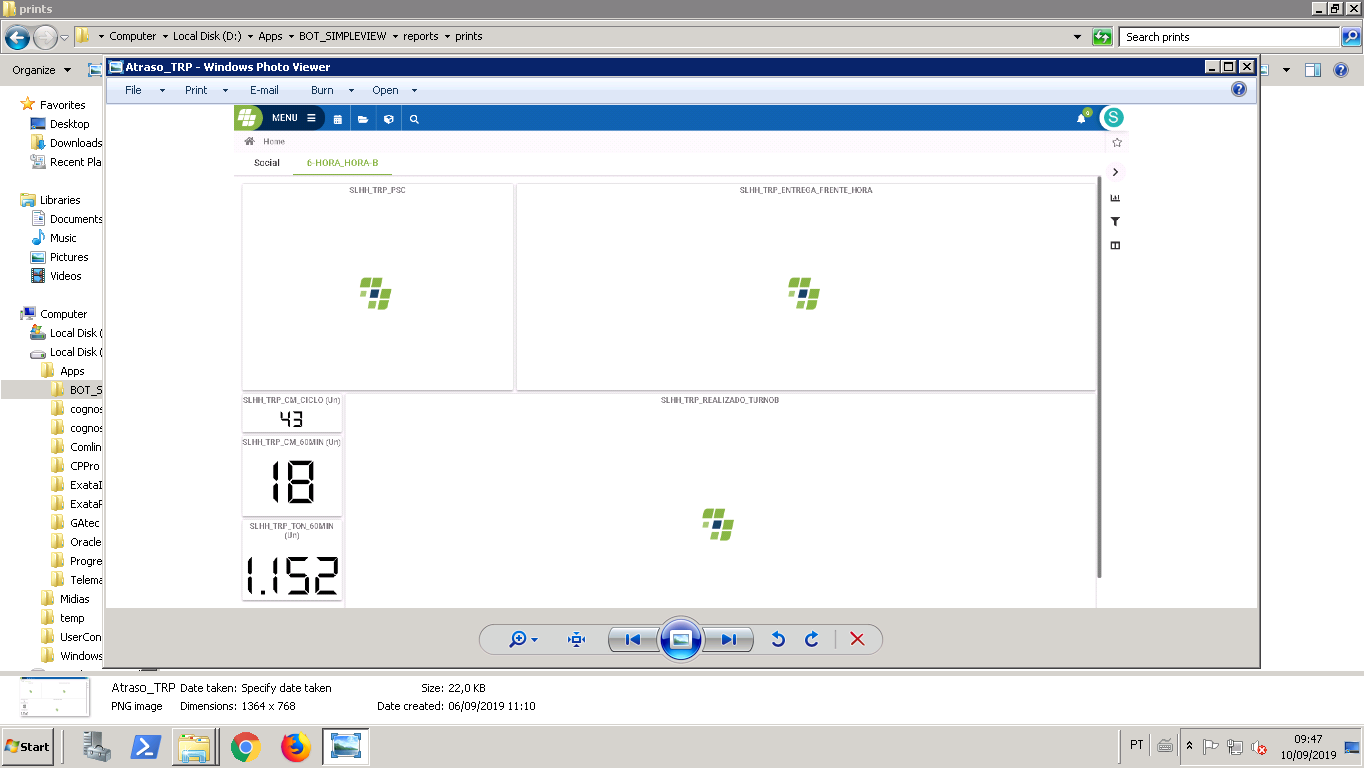 prints
Computer Local Disk (D:) Apps BOT_SIMPLEVIEW reports prints
Search prints
Organize
Atraso_TRP - Windows Photo Viewer
File Print E-mail Burn Open
MENU
S
Home
Social 6-HORA_HORA-B
SLHH_TRP_PSC
SLHH_TRP_ENTREGA_FRENTE_HORA
SLHH_TRP_CM_CICLO (Un)
43
SLHH_TRP_CM_60MIN (Un)
18
SLHH_TRP_TON_60MIN
(Un)
1.152
SLHH_TRP_REALIZADO_TURNOB
Favorites
Desktop
Downloads
Recent Pla
Libraries
Documents
Music
Pictures
Videos
Computer
Local Disk (
Local Disk (
Apps
BOT_S
cognos
cognos
Comlin
CPPro
ExataI
ExataF
GAtec
Oracle
Progre
Telema
Midias
temp
UserCon
Windows
Atraso_TRP Date taken: Specify date taken Size: 22,0 KB
PNG image Dimensions: 1364 x 768 Date created: 06/09/2019 11:10
Start
PT
09:47
10/09/2019